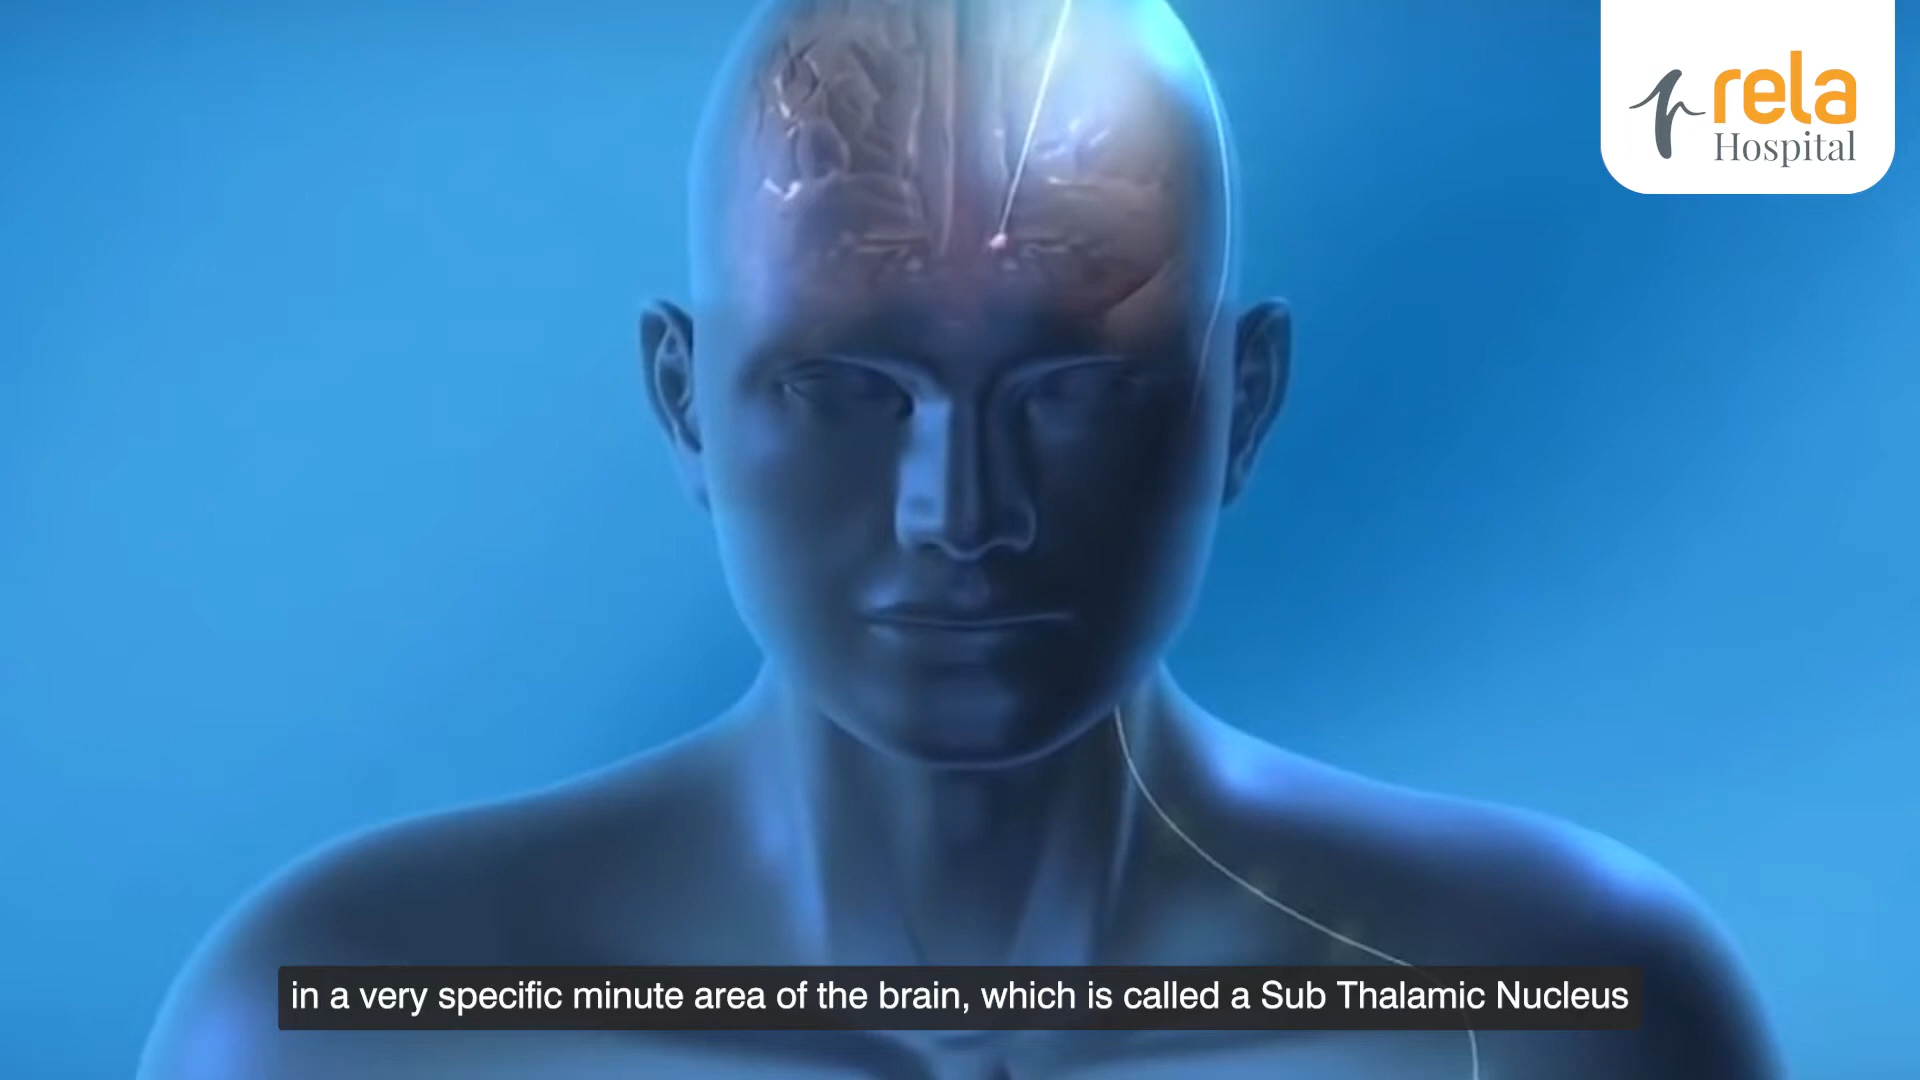 rela
Hospital
in a very specific minute area of the brain, which is called a Sub Thalamic Nucleus